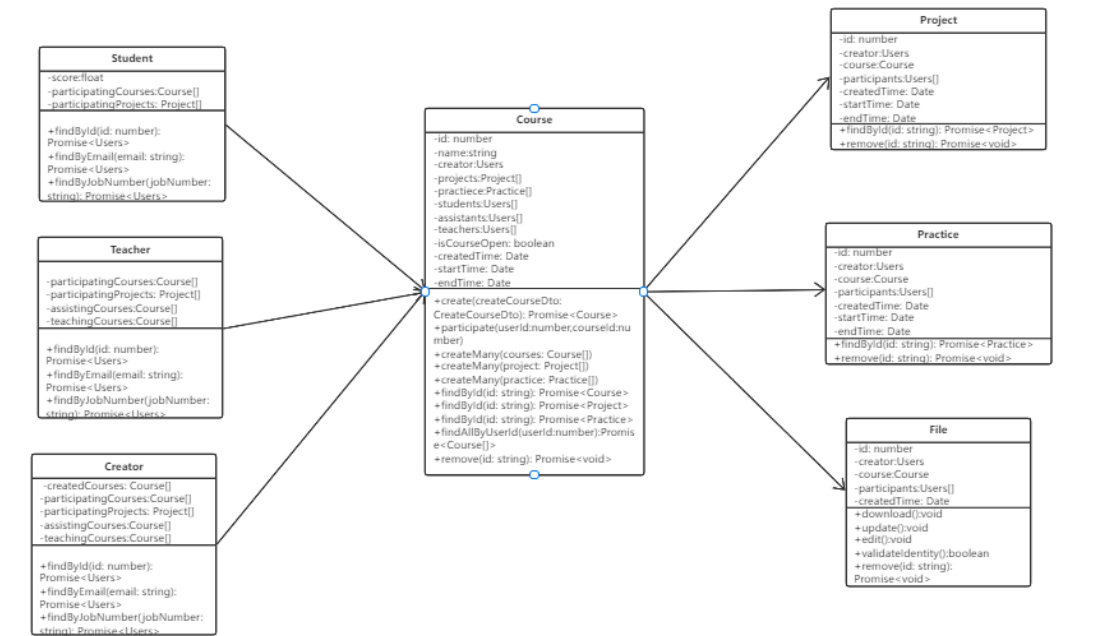 Student
-score:float
-participatingCourses:Course[]
-participatingProjects: Project[]
+findById(id: number):
Promise<Users>
+findByEmail(email: string):
Promise<Users>
+findByJobNumber(jobNumber:
string): Promise<Users>
Teacher
-participatingCourses:Course[]
-participatingProjects: Project[]
-assistingCourses:Course[]
-teachingCourses:Course[]
+findById(id: number):
Promise<Users>
+findByEmail(email: string):
Promise<Users>
+findByJobNumber(jobNumber:
string): Promise<Users>
Creator
-createdCourses: Course[]
-participatingCourses:Course[]
-participatingProjects: Project[]
-assistingCourses:Course[]
-teachingCourses:Course[]
+findById(id: number):
Promise<Users>
+findByEmail(email: string):
Promise<Users>
+findByJobNumber(jobNumber:
string): Promise<Users>
Course
-id: number
-name:string
-creator:Users
-projects:Project[]
-practiece:Practice[]
-students:Users[]
-assistants:Users[]
-teachers:Users[]
-isCourseOpen: boolean
-createdTime: Date
-startTime: Date
-endTime: Date
+create(createCourseDto:
CreateCourseDto): Promise<Course>
+participate(userId:number,courseId:nu
mber)
+createMany(courses: Course[])
+createMany(project: Project[])
+createMany(practice: Practice[])
+findById(id: string): Promise<Course>
+findById(id: string): Promise<Project>
+findById(id: string): Promise<Practice>
+findAllByUserId(userId:number):Promis
e<Course[]>
+remove(id: string): Promise<void>
Project
-id: number
-creator:Users
-course:Course
-participants:Users[]
-createdTime: Date
-startTime: Date
-endTime: Date
+findById(id: string): Promise<Project>
+remove(id: string): Promise<void>
Practice
-id: number
-creator:Users
-course:Course
-participants:Users[]
-createdTime: Date
-startTime: Date
-endTime: Date
+findById(id: string): Promise<Practice>
+remove(id: string): Promise<void>
File
-id: number
-creator:Users
-course:Course
-participants:Users[]
-createdTime: Date
+download():void
+update():void
+edit():void
+validateIdentity():boolean
+remove(id: string):
Promise<void>